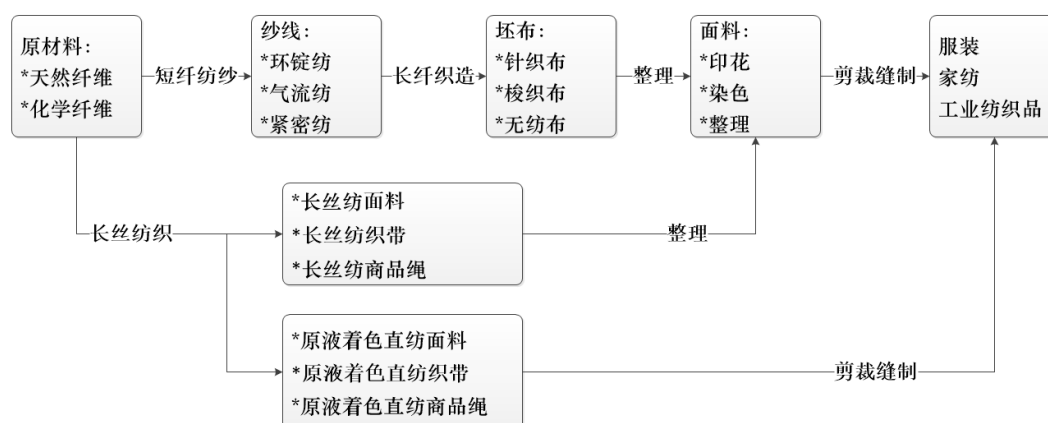 原材料:
*天然纤维
*化学纤维
短纤纺纱
纱线:
*环锭纺
*气流纺
*紧密纺
长纤织造
坯布:
*针织布
*梭织布
*无纺布
整理
面料:
*印花
*染色
*整理
剪裁缝制
服装
家纺
工业纺织品
长丝纺织
*长丝纺面料
*长丝纺织带
*长丝纺商品绳
整理
*原液着色直纺面料
*原液着色直纺织带
*原液着色直纺商品绳
剪裁缝制